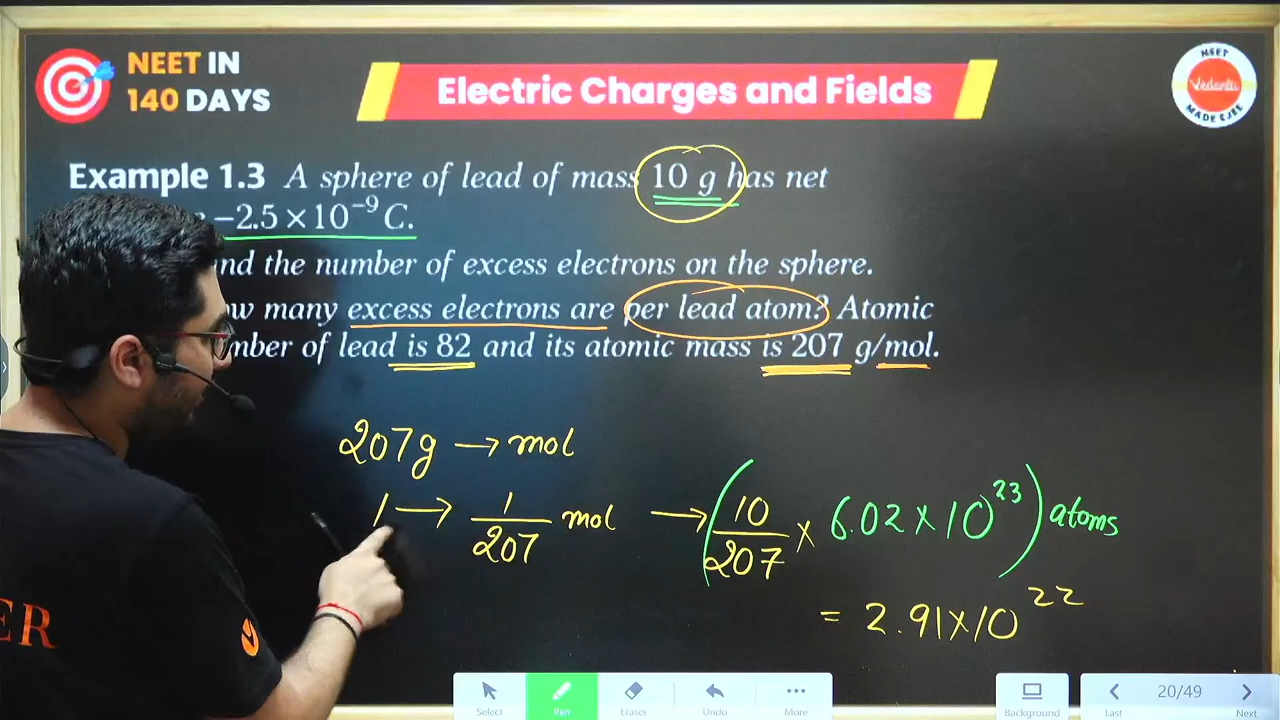 NEET IN
140 DAYS
Electric Charges and Fields
NEET
Vedantu
MADE EJEE
Example 1.3 A sphere of lead of mass 10 g has net
−2.5 × 10⁻⁹ C.
nd the number of excess electrons on the sphere.
w many excess electrons are per lead atom? Atomic
mber of lead is 82 and its atomic mass is 207 g/mol.
207g → mol
1 → 1/207 mol → (10/207 × 6.02 × 10²³) atoms
= 2.91 × 10²²
ER
Select
Pen
Eraser
Undo
More
Background
Last
20/49
Next